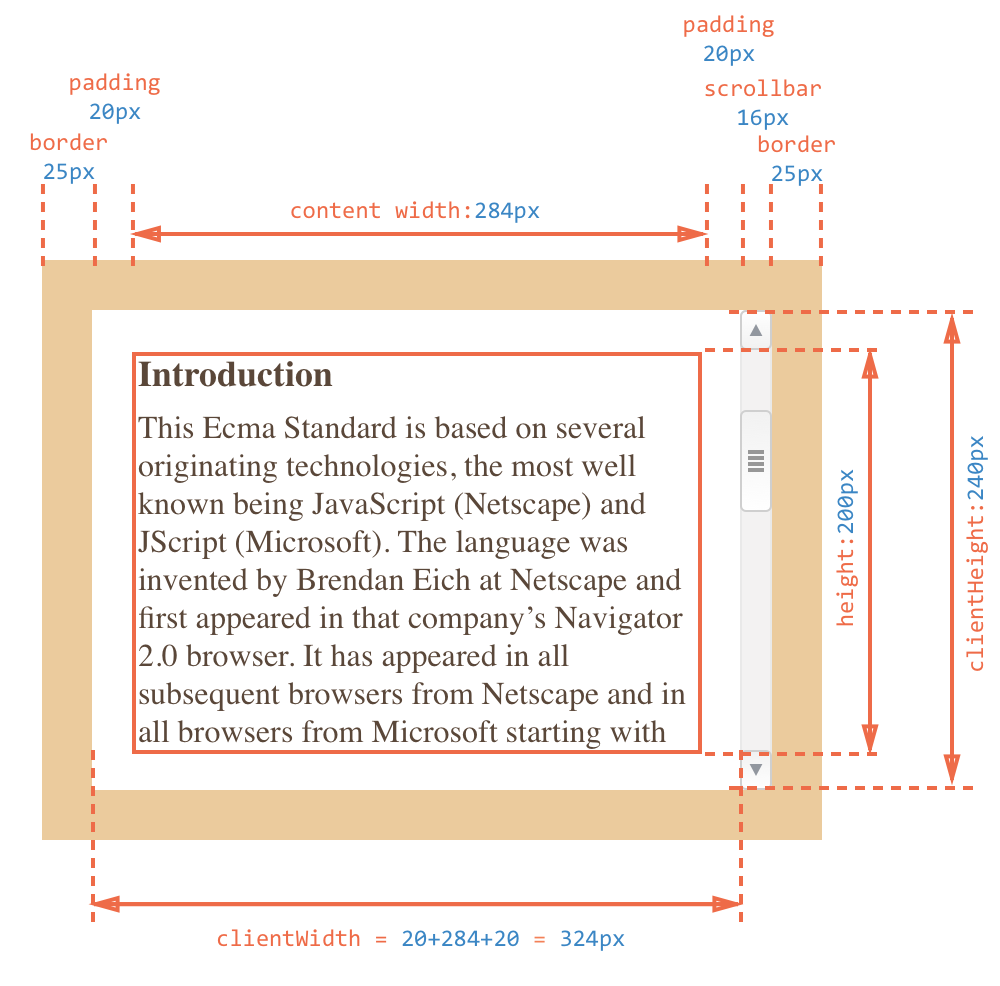 padding
20px
scrollbar
16px
border
25px
padding
20px
border
25px
content width:284px
Introduction
This Ecma Standard is based on several
originating technologies, the most well
known being JavaScript (Netscape) and
JScript (Microsoft). The language was
invented by Brendan Eich at Netscape and
first appeared in that company’s Navigator
2.0 browser. It has appeared in all
subsequent browsers from Netscape and in
all browsers from Microsoft starting with
height:200px
clientHeight:240px
clientWidth = 20+284+20 = 324px